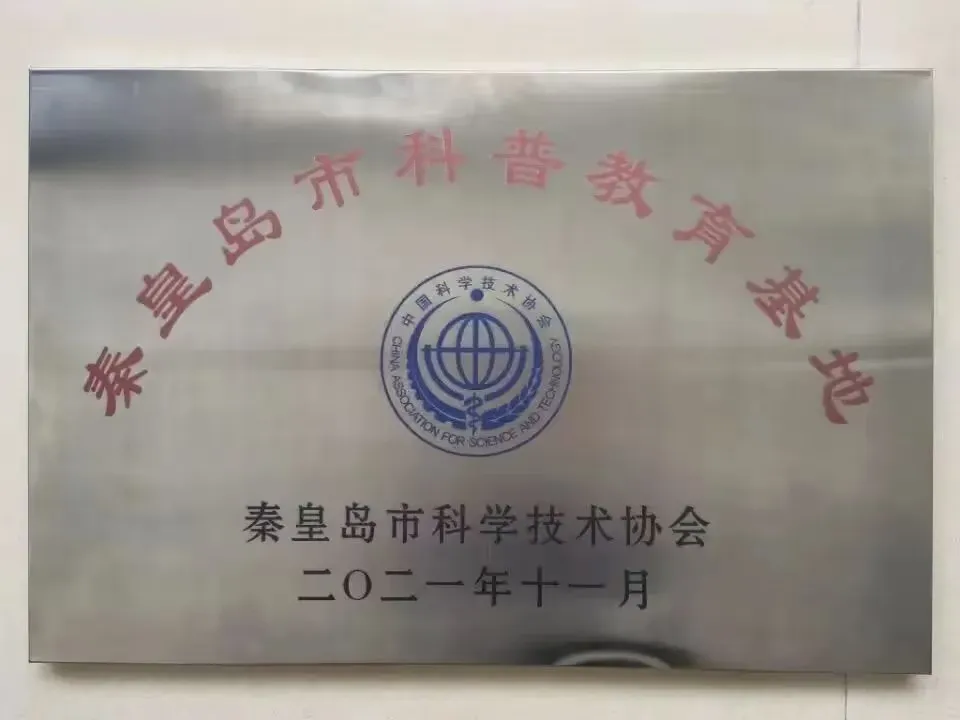 秦皇岛市科普教育基地
中国科学技术协会
CHINA ASSOCIATION FOR SCIENCE AND TECHNOLOGY
秦皇岛市科学技术协会
二〇二一年十一月